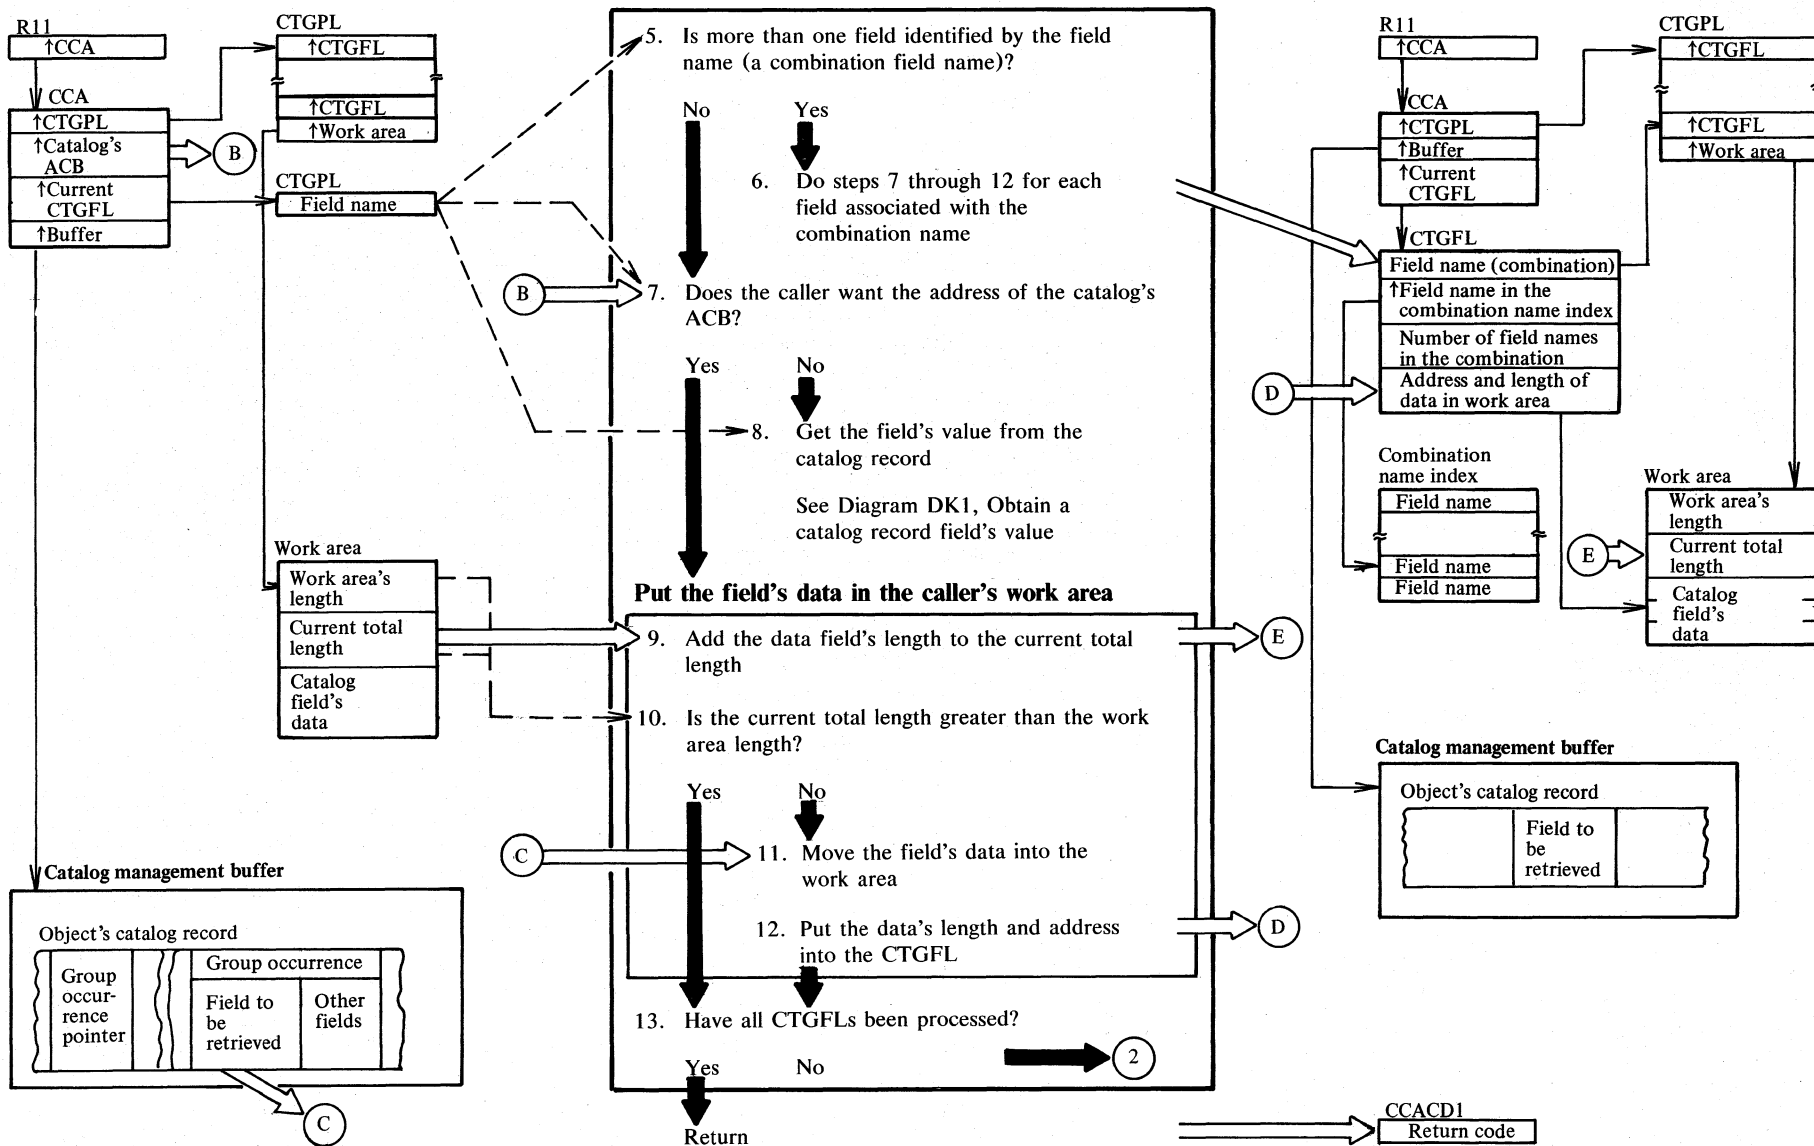 R11
↑CCA
CCA
↑CTGPL
↑Catalog's
ACB
↑Current
CTGFL
↑Buffer
B
CTGPL
↑CTGFL
↑CTGFL
↑Work area
CTGPL
Field name
Work area
Work area's
length
Current total
length
Catalog
field's
data
Catalog management buffer
Object's catalog record
Group
occur-
rence
pointer
Group occurrence
Field to
be
retrieved
Other
fields
C
5. Is more than one field identified by the field
name (a combination field name)?
No Yes
6. Do steps 7 through 12 for each
field associated with the
combination name
B
7. Does the caller want the address of the catalog's
ACB?
Yes No
8. Get the field's value from the
catalog record
See Diagram DK1, Obtain a
catalog record field's value
Put the field's data in the caller's work area
9. Add the data field's length to the current total
length
E
10. Is the current total length greater than the work
area length?
Yes No
C
11. Move the field's data into the
work area
12. Put the data's length and address
into the CTGFL
D
13. Have all CTGFLs been processed?
Yes No
2
Return
R11
↑CCA
CCA
↑CTGPL
↑Buffer
↑Current
CTGFL
CTGPL
↑CTGFL
↑CTGFL
↑Work area
CTGFL
Field name (combination)
↑Field name in the
combination name index
Number of field names
in the combination
Address and length of
data in work area
D
Combination
name index
Field name
Field name
Field name
Work area
Work area's
length
Current total
length
Catalog
field's
data
E
Catalog management buffer
Object's catalog record
Field to
be
retrieved
CCACD1
Return code